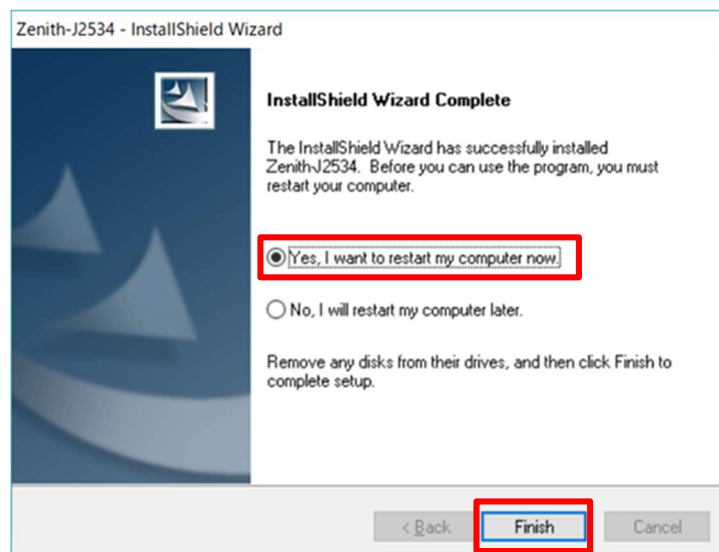 Zenith-J2534 - InstallShield Wizard
InstallShield Wizard Complete
The InstallShield Wizard has successfully installed
Zenith-J2534. Before you can use the program, you must
restart your computer.
Yes, I want to restart my computer now.
No, I will restart my computer later.
Remove any disks from their drives, and then click Finish to
complete setup.
< Back
Finish
Cancel